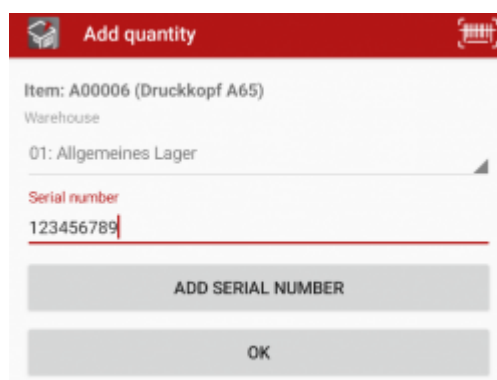 Add quantity
Item: A00006 (Druckkopf A65)
Warehouse
01: Allgemeines Lager
Serial number
123456789
ADD SERIAL NUMBER
OK